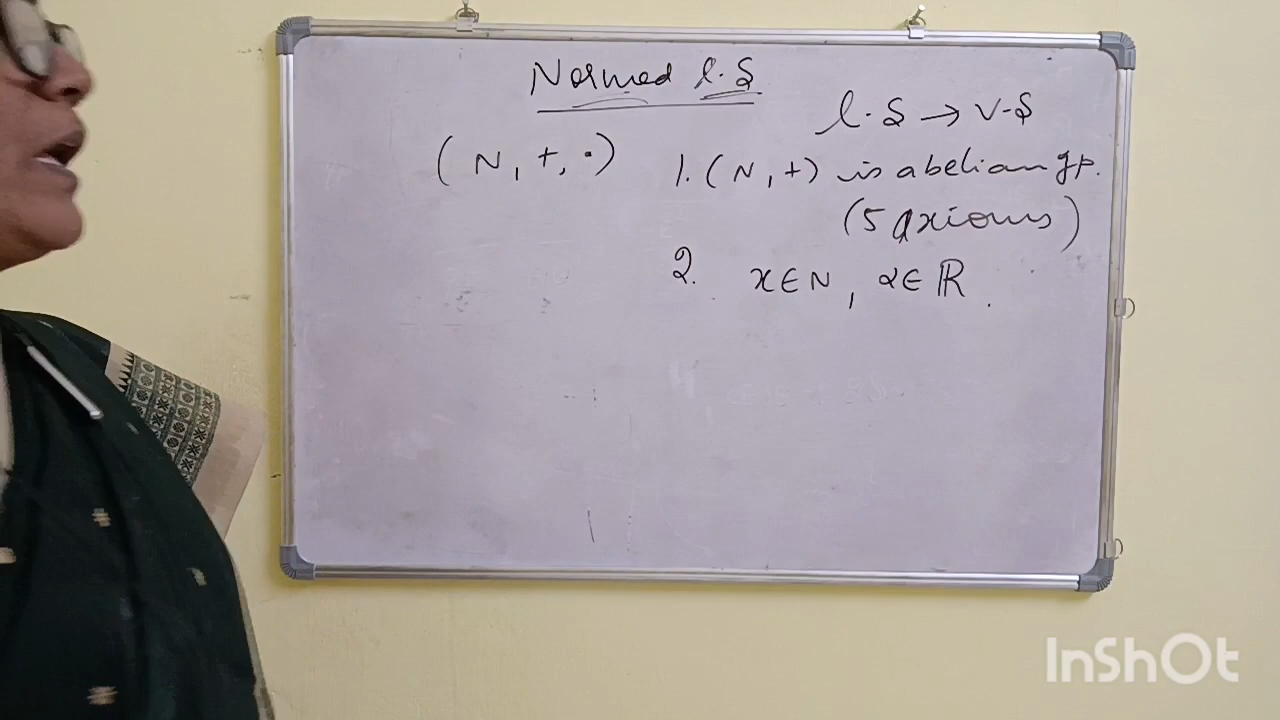 Normed l.S
l.S → V-S
(N, +, ·)
1. (N, +) is abelian gp.
(5 axioms)
2. x∈N, α∈ℝ.
InShOt